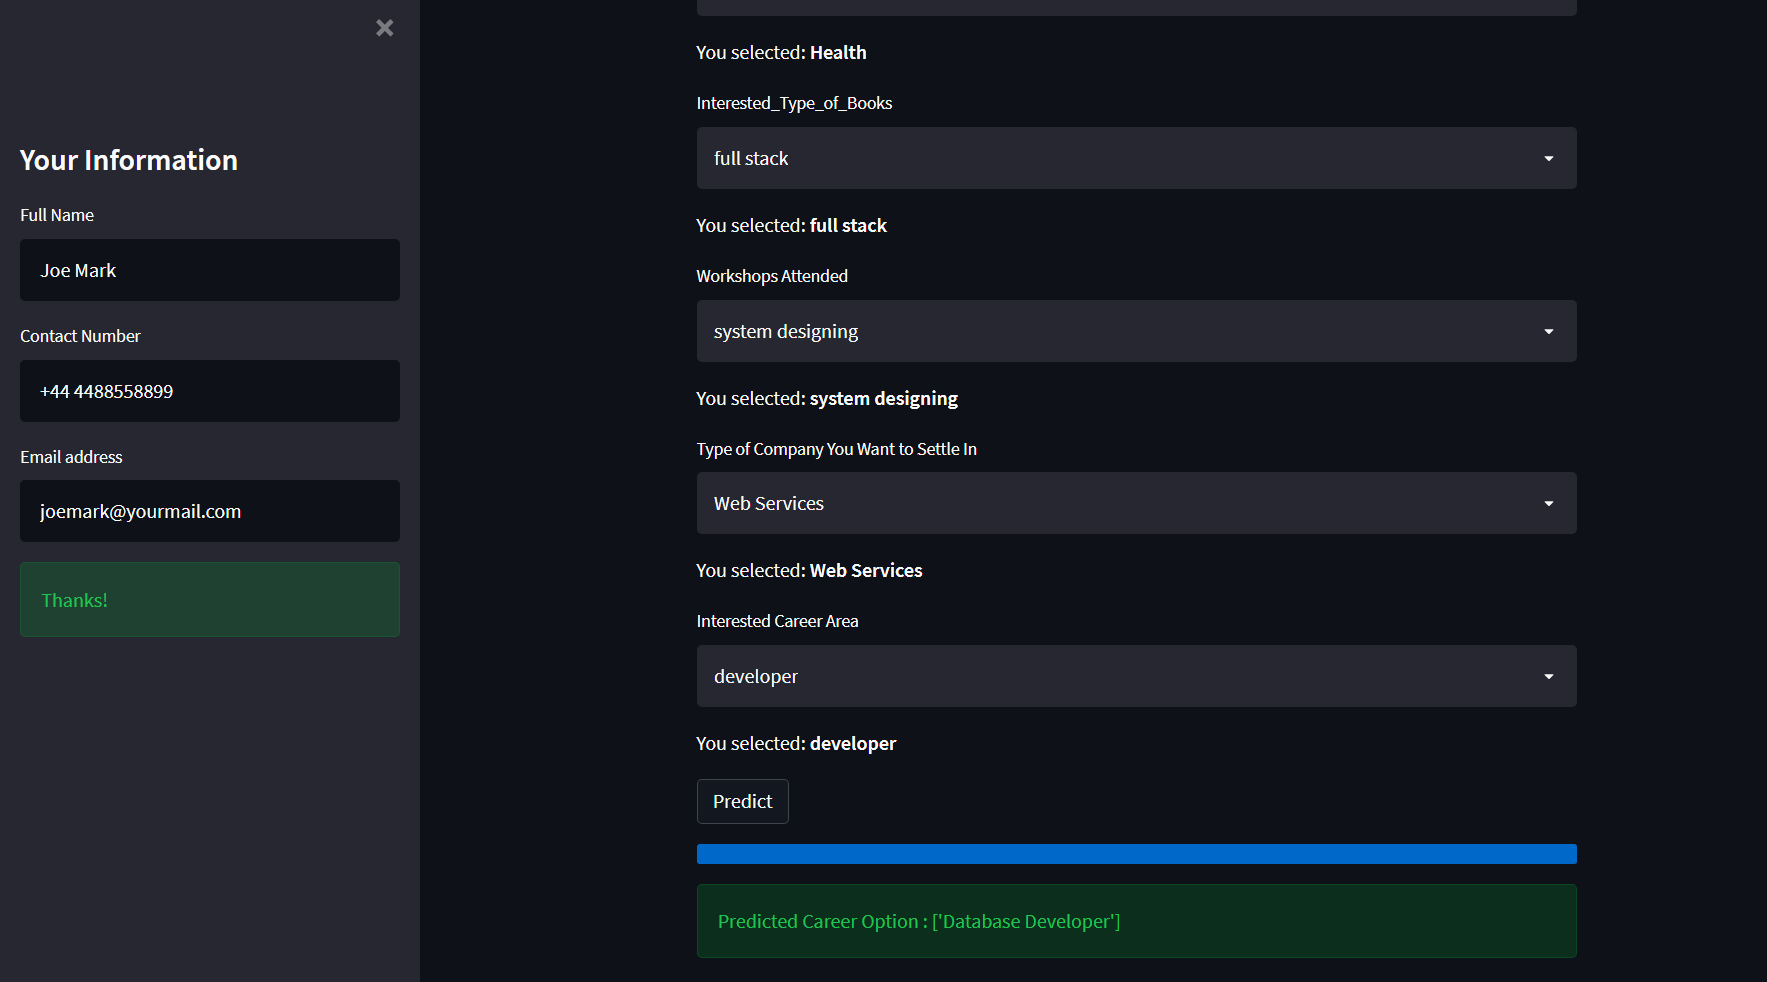 Your Information
Full Name
Joe Mark
Contact Number
+44 4488558899
Email address
joemark@yourmail.com
Thanks!
You selected: Health
Interested_Type_of_Books
full stack
You selected: full stack
Workshops Attended
system designing
You selected: system designing
Type of Company You Want to Settle In
Web Services
You selected: Web Services
Interested Career Area
developer
You selected: developer
Predict
Predicted Career Option : ['Database Developer']